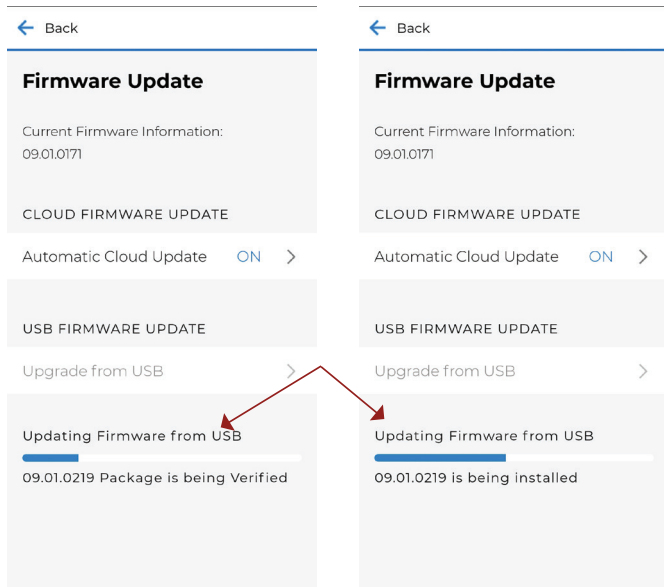 Back
Firmware Update
Current Firmware Information:
09.01.0171
CLOUD FIRMWARE UPDATE
Automatic Cloud Update ON
USB FIRMWARE UPDATE
Upgrade from USB
Updating Firmware from USB
09.01.0219 Package is being Verified
Back
Firmware Update
Current Firmware Information:
09.01.0171
CLOUD FIRMWARE UPDATE
Automatic Cloud Update ON
USB FIRMWARE UPDATE
Upgrade from USB
Updating Firmware from USB
09.01.0219 is being installed